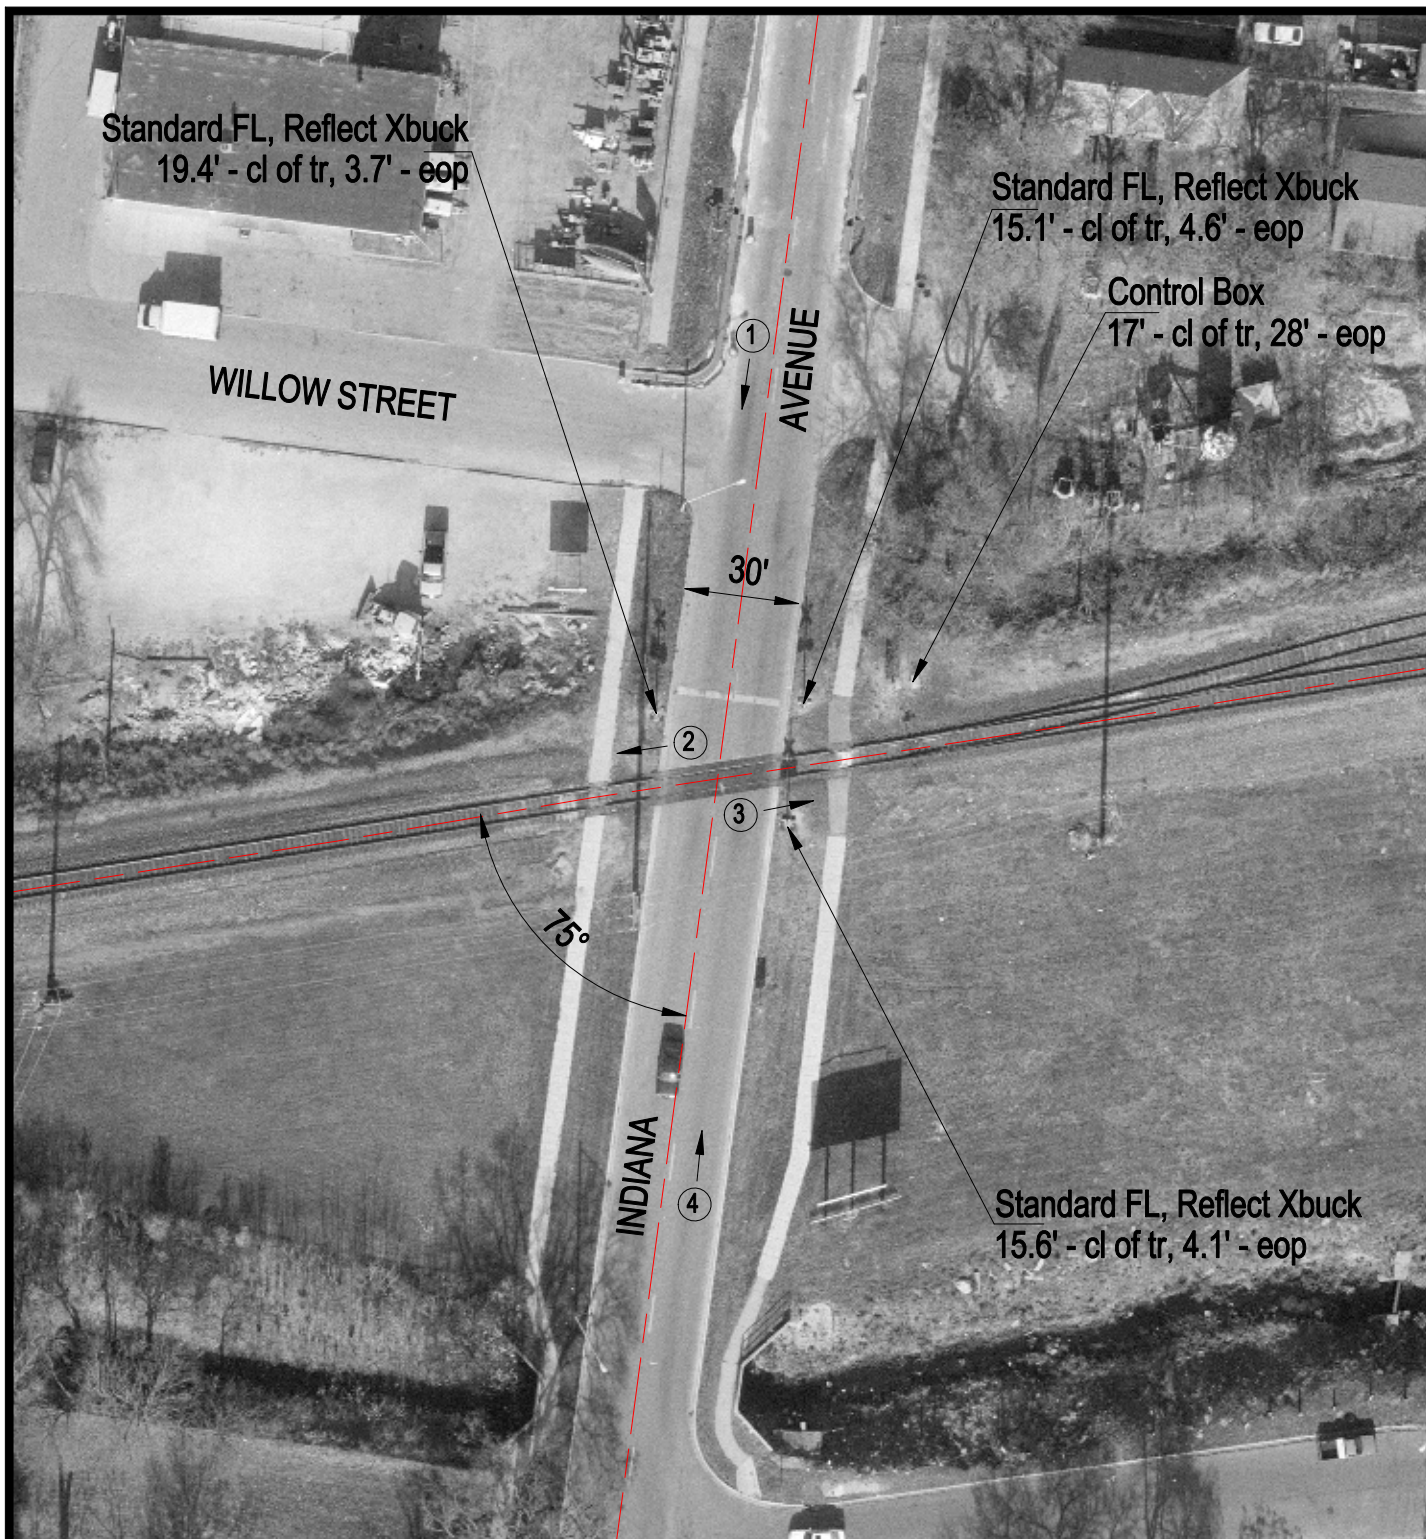 Standard FL, Reflect Xbuck
19.4' - cl of tr, 3.7' - eop
Standard FL, Reflect Xbuck
15.1' - cl of tr, 4.6' - eop
Control Box
17' - cl of tr, 28' - eop
1
AVENUE
WILLOW STREET
30'
2
3
75°
INDIANA
4
Standard FL, Reflect Xbuck
15.6' - cl of tr, 4.1' - eop